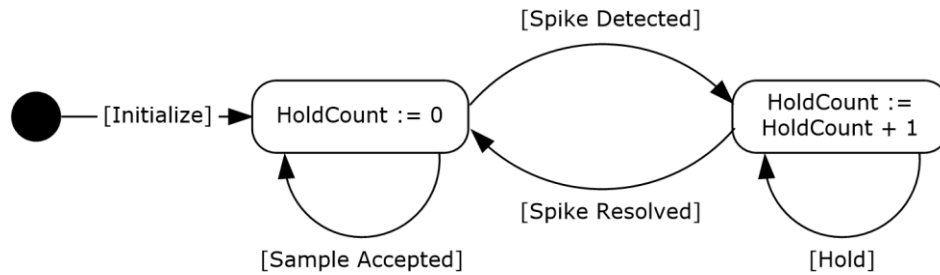 [Spike Detected]
[Initialize]
HoldCount := 0
HoldCount :=
HoldCount + 1
[Spike Resolved]
[Sample Accepted]
[Hold]